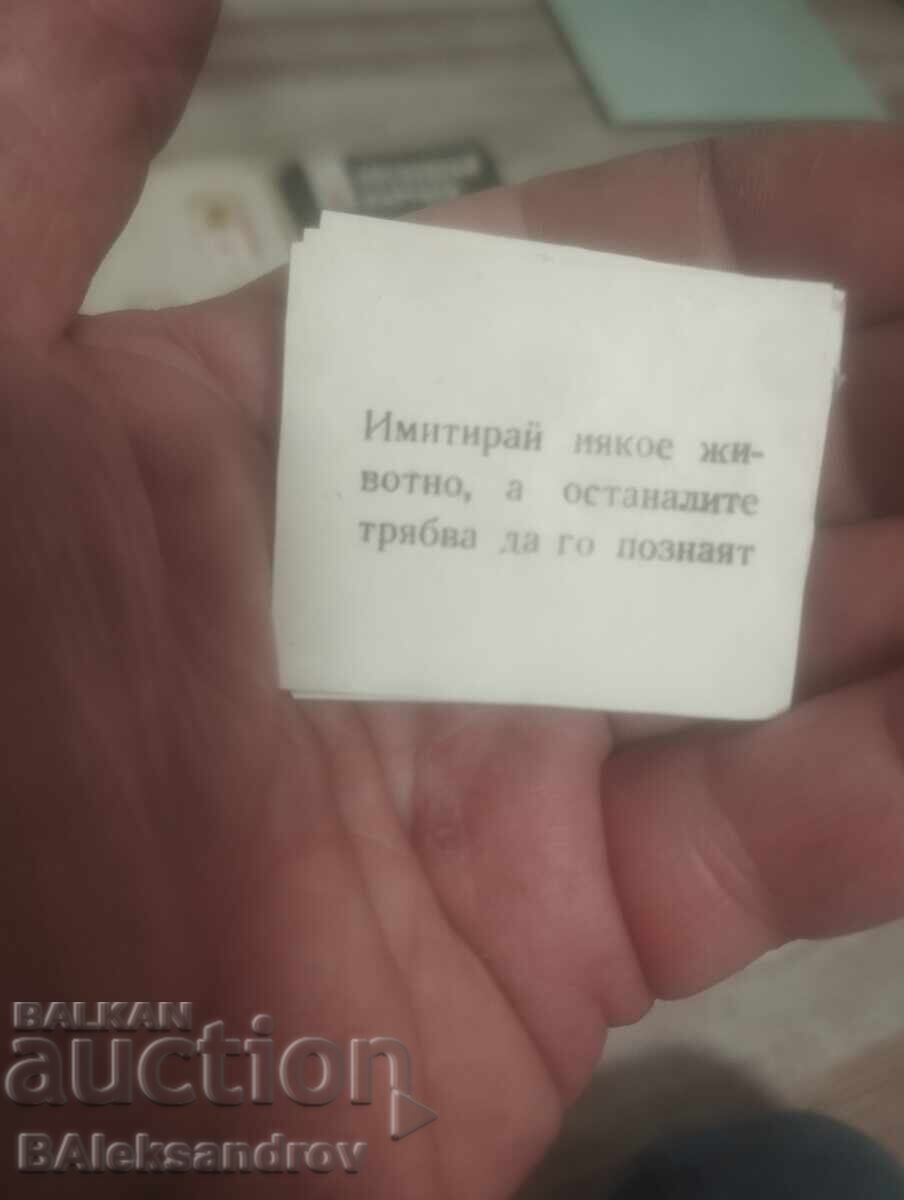 Имитирай някое жи-
вотно, а останалите
трябва да го познаят
BALKAN
auction
BAleksandrov